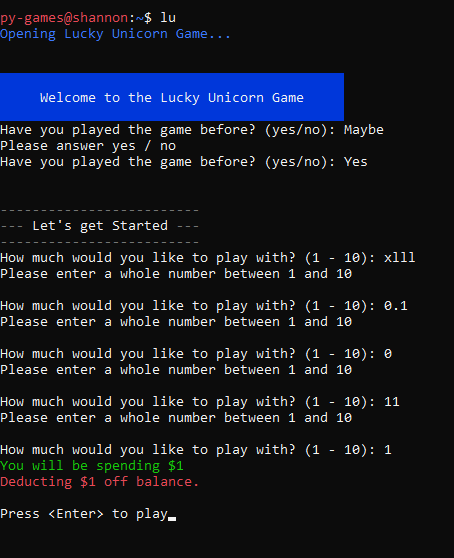 py-games@shannon:~$ lu
Opening Lucky Unicorn Game...
Welcome to the Lucky Unicorn Game
Have you played the game before? (yes/no): Maybe
Please answer yes / no
Have you played the game before? (yes/no): Yes
-------------------------
--- Let's get Started ---
-------------------------
How much would you like to play with? (1 - 10): xlll
Please enter a whole number between 1 and 10
How much would you like to play with? (1 - 10): 0.1
Please enter a whole number between 1 and 10
How much would you like to play with? (1 - 10): 0
Please enter a whole number between 1 and 10
How much would you like to play with? (1 - 10): 11
Please enter a whole number between 1 and 10
How much would you like to play with? (1 - 10): 1
You will be spending $1
Deducting $1 off balance.
Press <Enter> to play